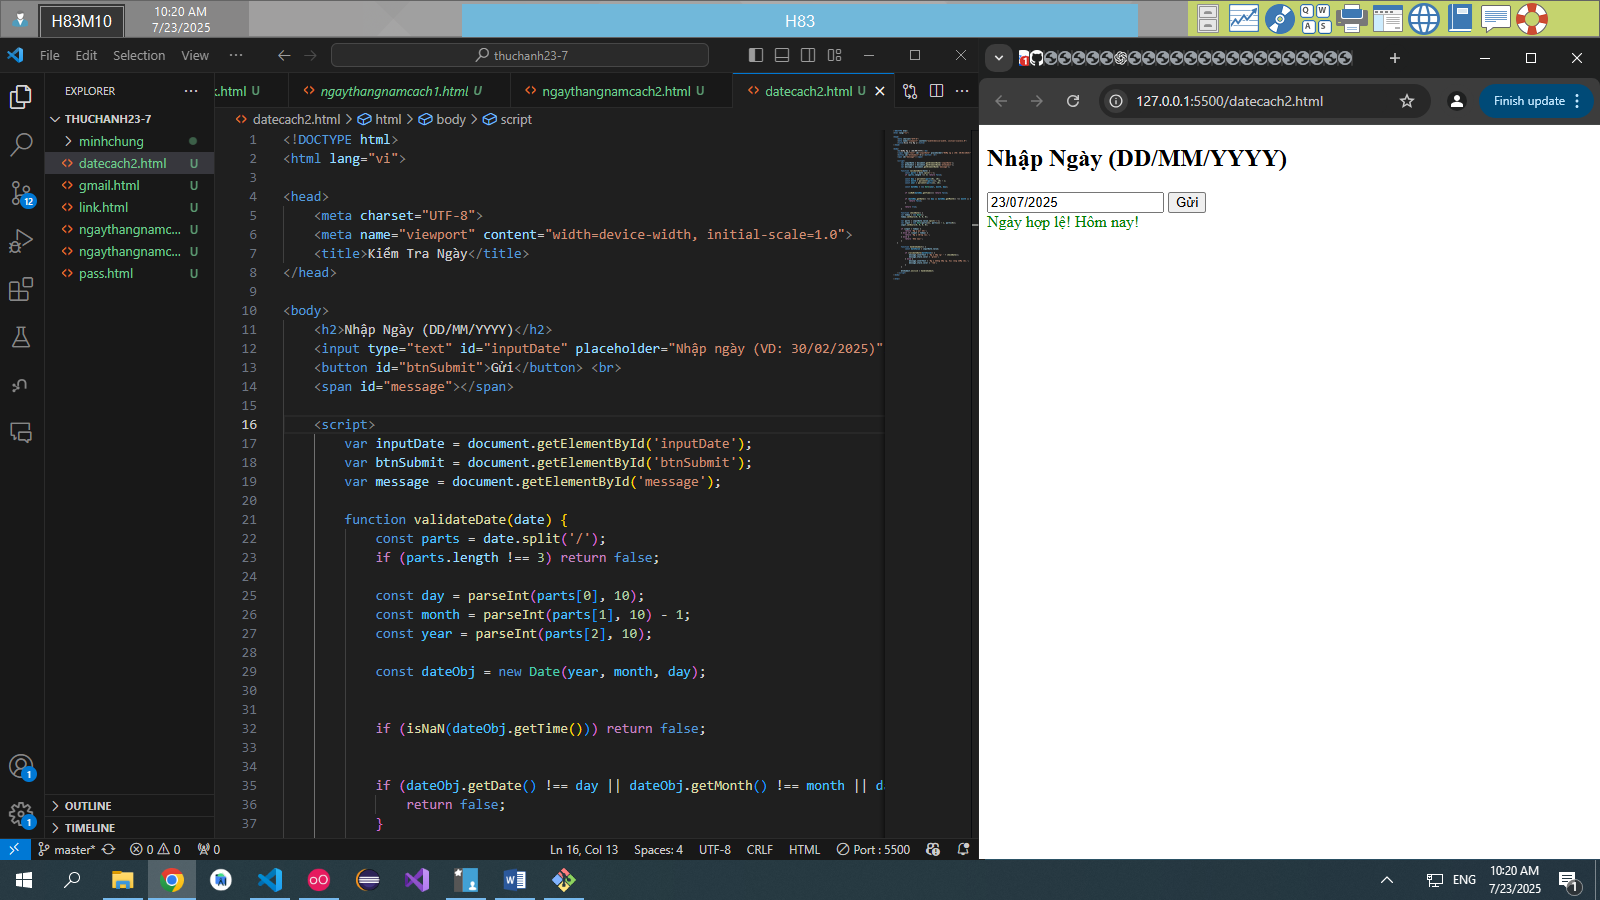 H83M10
10:20 AM
7/23/2025
H83
Q W
A S
File Edit Selection View ···
thuchanh23-7
EXPLORER ···
THUCHANH23-7
minhchung
datecach2.html U
gmail.html U
link.html U
ngaythangnamc... U
ngaythangnamc... U
pass.html U
OUTLINE
TIMELINE
12
1
1
k.html U
ngaythangnamcach1.html U
ngaythangnamcach2.html U
datecach2.html U
datecach2.html > html > body > script
1 <!DOCTYPE html>
2 <html lang="vi">
3
4 <head>
5 <meta charset="UTF-8">
6 <meta name="viewport" content="width=device-width, initial-scale=1.0">
7 <title>Kiểm Tra Ngày</title>
8 </head>
9
10 <body>
11 <h2>Nhập Ngày (DD/MM/YYYY)</h2>
12 <input type="text" id="inputDate" placeholder="Nhập ngày (VD: 30/02/2025)"
13 <button id="btnSubmit">Gửi</button> <br>
14 <span id="message"></span>
15
16 <script>
17 var inputDate = document.getElementById('inputDate');
18 var btnSubmit = document.getElementById('btnSubmit');
19 var message = document.getElementById('message');
20
21 function validateDate(date) {
22 const parts = date.split('/');
23 if (parts.length !== 3) return false;
24
25 const day = parseInt(parts[0], 10);
26 const month = parseInt(parts[1], 10) - 1;
27 const year = parseInt(parts[2], 10);
28
29 const dateObj = new Date(year, month, day);
30
31
32 if (isNaN(dateObj.getTime())) return false;
33
34
35 if (dateObj.getDate() !== day || dateObj.getMonth() !== month || da
36 return false;
37 }
master* 0 0 0
Ln 16, Col 13 Spaces: 4 UTF-8 CRLF HTML Port : 5500
1
127.0.0.1:5500/datecach2.html
Finish update
Nhập Ngày (DD/MM/YYYY)
23/07/2025 Gửi
Ngày hợp lệ! Hôm nay!
ENG
10:20 AM
7/23/2025
1